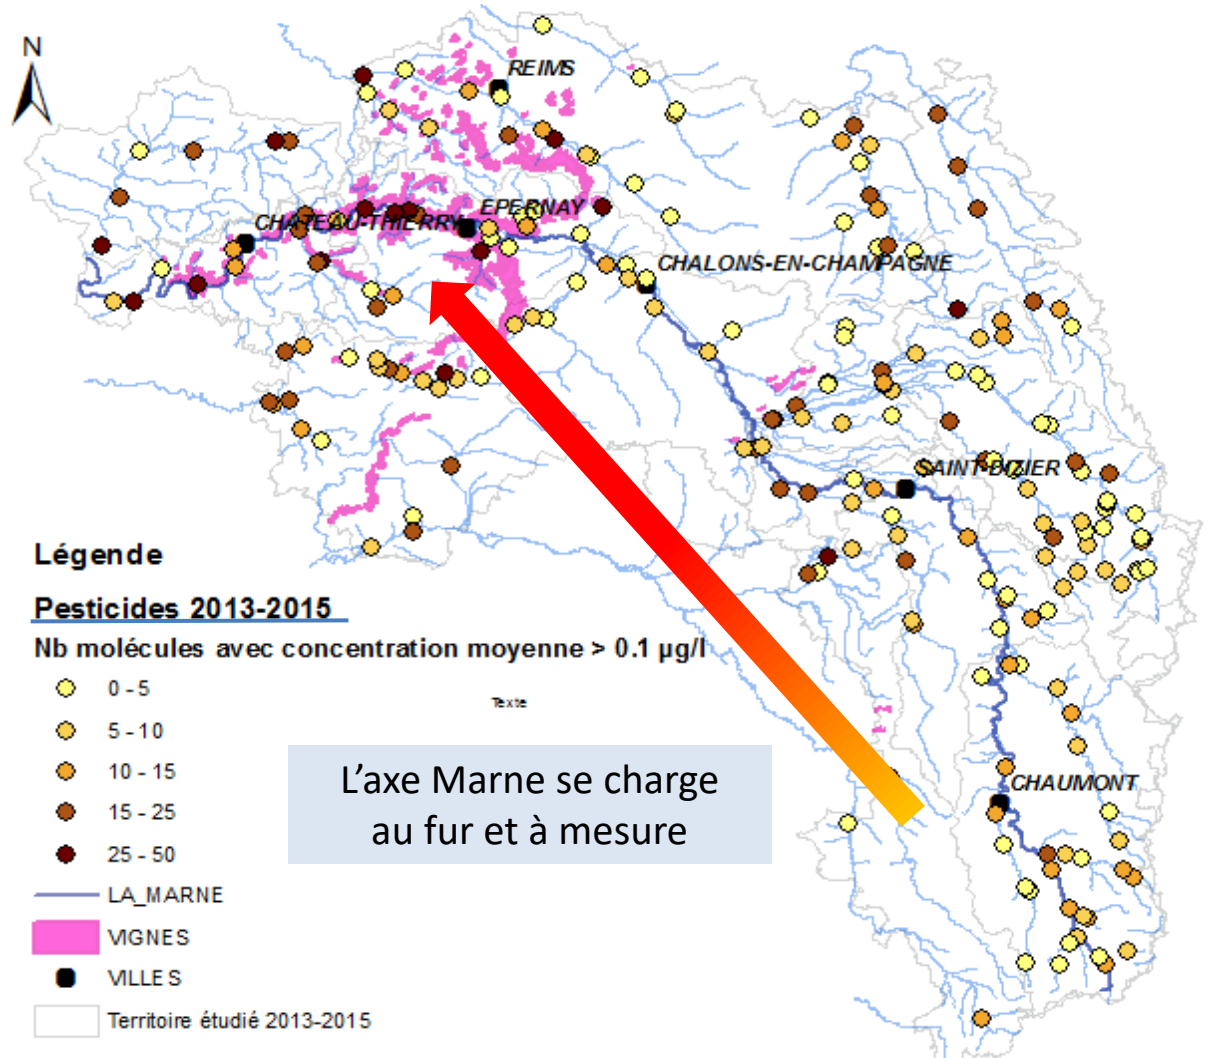 N
REIMS
EPERNAY
CHATEAU-THIERRY
CHALONS-EN-CHAMPAGNE
SAINT-DIZIER
CHAUMONT
Légende
Pesticides 2013-2015
Nb molécules avec concentration moyenne > 0.1 µg/l
0 - 5
5 - 10
10 - 15
15 - 25
25 - 50
LA_MARNE
VIGNES
VILLES
Territoire étudié 2013-2015
Texte
L’axe Marne se charge
au fur et à mesure